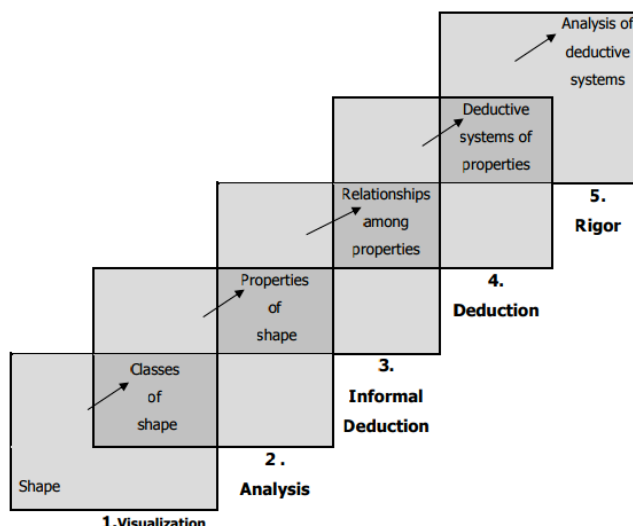 Analysis of
deductive
systems
Deductive
systems of
properties
5.
Rigor
Relationships
among
properties
4.
Deduction
Properties
of
shape
3.
Informal
Deduction
Classes
of
shape
2 .
Analysis
Shape
1.Visualization